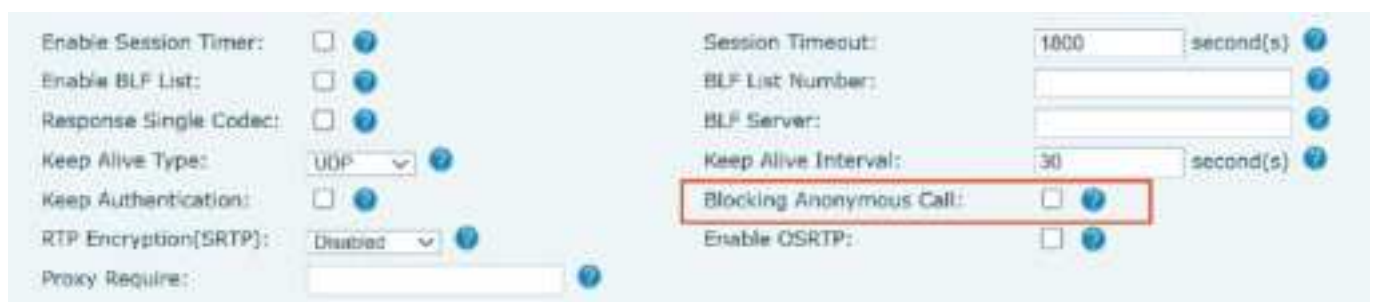 Enable Session Timer: Session Timeout: 1800 second(s)
Enable BLF List: BLF List Number:
Response Single Codec: BLF Server:
Keep Alive Type: UDP Keep Alive Interval: 30 second(s)
Keep Authentication: Blocking Anonymous Call:
RTP Encryption(SRTP): Disabled Enable OSRTP:
Proxy Require: